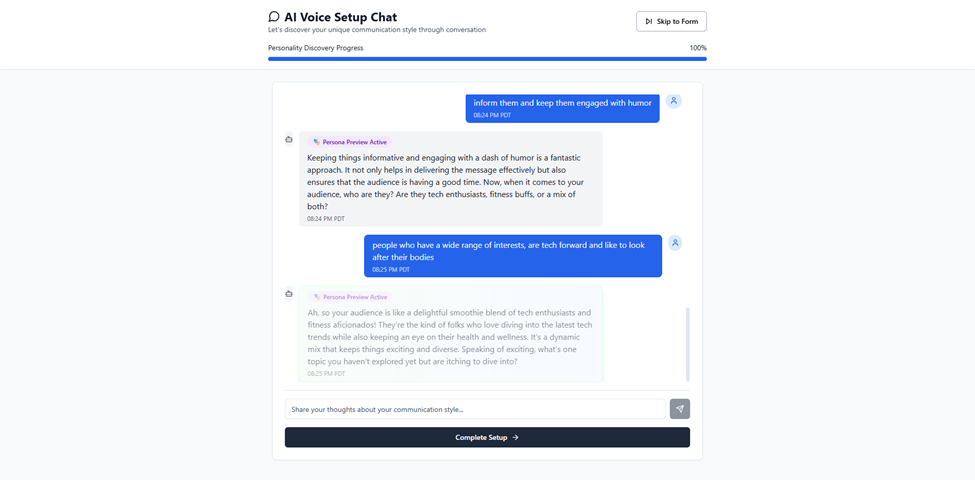 AI Voice Setup Chat
Let's discover your unique communication style through conversation
Skip to Form
Personality Discovery Progress
100%
inform them and keep them engaged with humor
08:24 PM PDT
Persona Preview Active
Keeping things informative and engaging with a dash of humor is a fantastic
approach. It not only helps in delivering the message effectively but also
ensures that the audience is having a good time. Now, when it comes to your
audience, who are they? Are they tech enthusiasts, fitness buffs, or a mix of
both?
08:24 PM PDT
people who have a wide range of interests, are tech forward and like to look
after their bodies
08:25 PM PDT
Persona Preview Active
Ah, so your audience is like a delightful smoothie blend of tech enthusiasts and
fitness aficionados! They're the kind of folks who love diving into the latest tech
trends while also keeping an eye on their health and wellness. It's a dynamic
mix that keeps things exciting and diverse. Speaking of exciting, what's one
topic you haven't explored yet but are itching to dive into?
08:25 PM PDT
Share your thoughts about your communication style...
Complete Setup